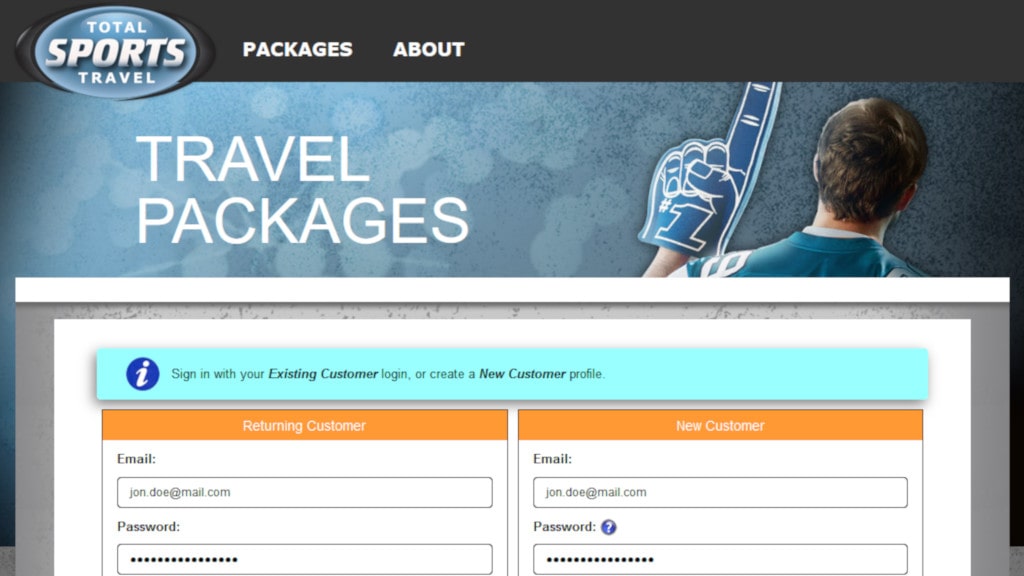 TOTAL
SPORTS
TRAVEL
PACKAGES ABOUT
TRAVEL
PACKAGES
#1
Sign in with your Existing Customer login, or create a New Customer profile.
Returning Customer
Email:
jon.doe@mail.com
Password:
••••••••••••••••
New Customer
Email:
jon.doe@mail.com
Password: ?
••••••••••••••••